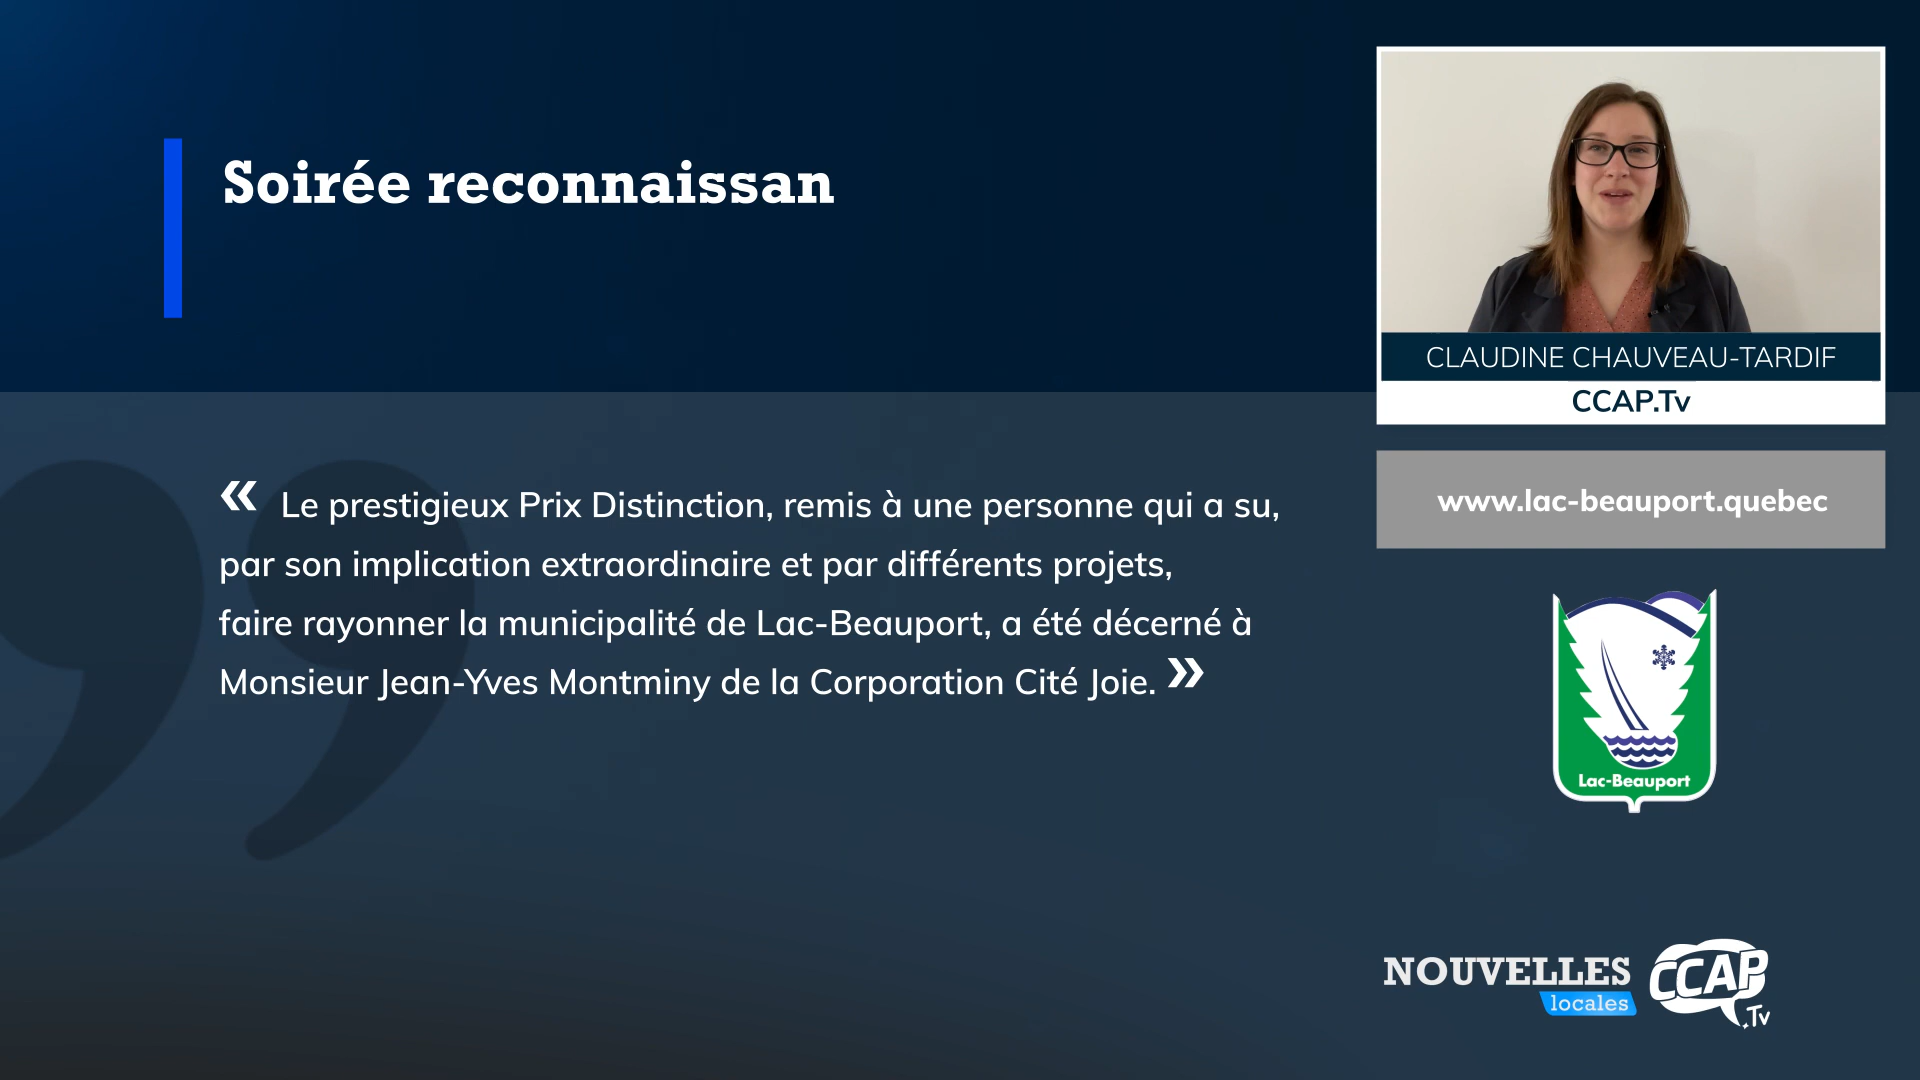 Soirée reconnaissan
« Le prestigieux Prix Distinction, remis à une personne qui a su,
par son implication extraordinaire et par différents projets,
faire rayonner la municipalité de Lac-Beauport, a été décerné à
Monsieur Jean-Yves Montminy de la Corporation Cité Joie. »
CLAUDINE CHAUVEAU-TARDIF
CCAP.Tv
www.lac-beauport.quebec
Lac-Beauport
NOUVELLES
locales
CCAP
.Tv